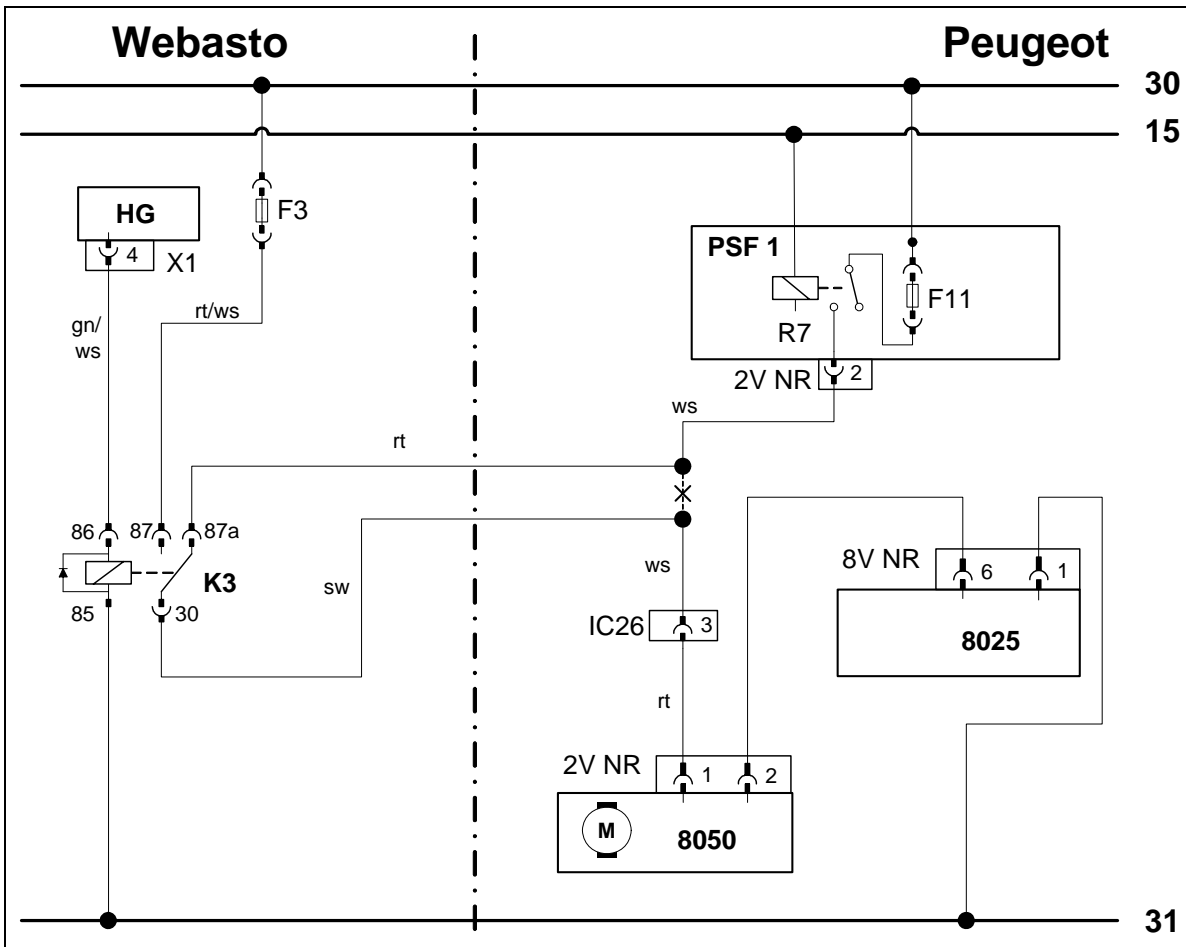 Webasto
Peugeot
30
15
HG
F3
4
X1
PSF 1
F11
R7
rt/ws
gn/
ws
2V NR
2
ws
rt
86
87
87a
K3
85
30
sw
ws
8V NR
6
1
IC26
3
8025
rt
2V NR
1
2
M
8050
31